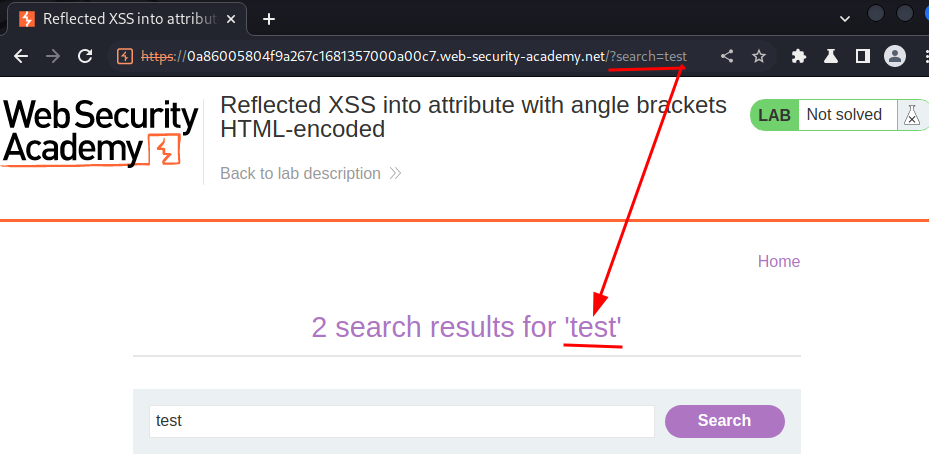 Reflected XSS into attribut
https://0a86005804f9a267c1681357000a00c7.web-security-academy.net/?search=test
Web Security
Academy
Reflected XSS into attribute with angle brackets
HTML-encoded
LAB Not solved
Back to lab description
Home
2 search results for 'test'
test
Search